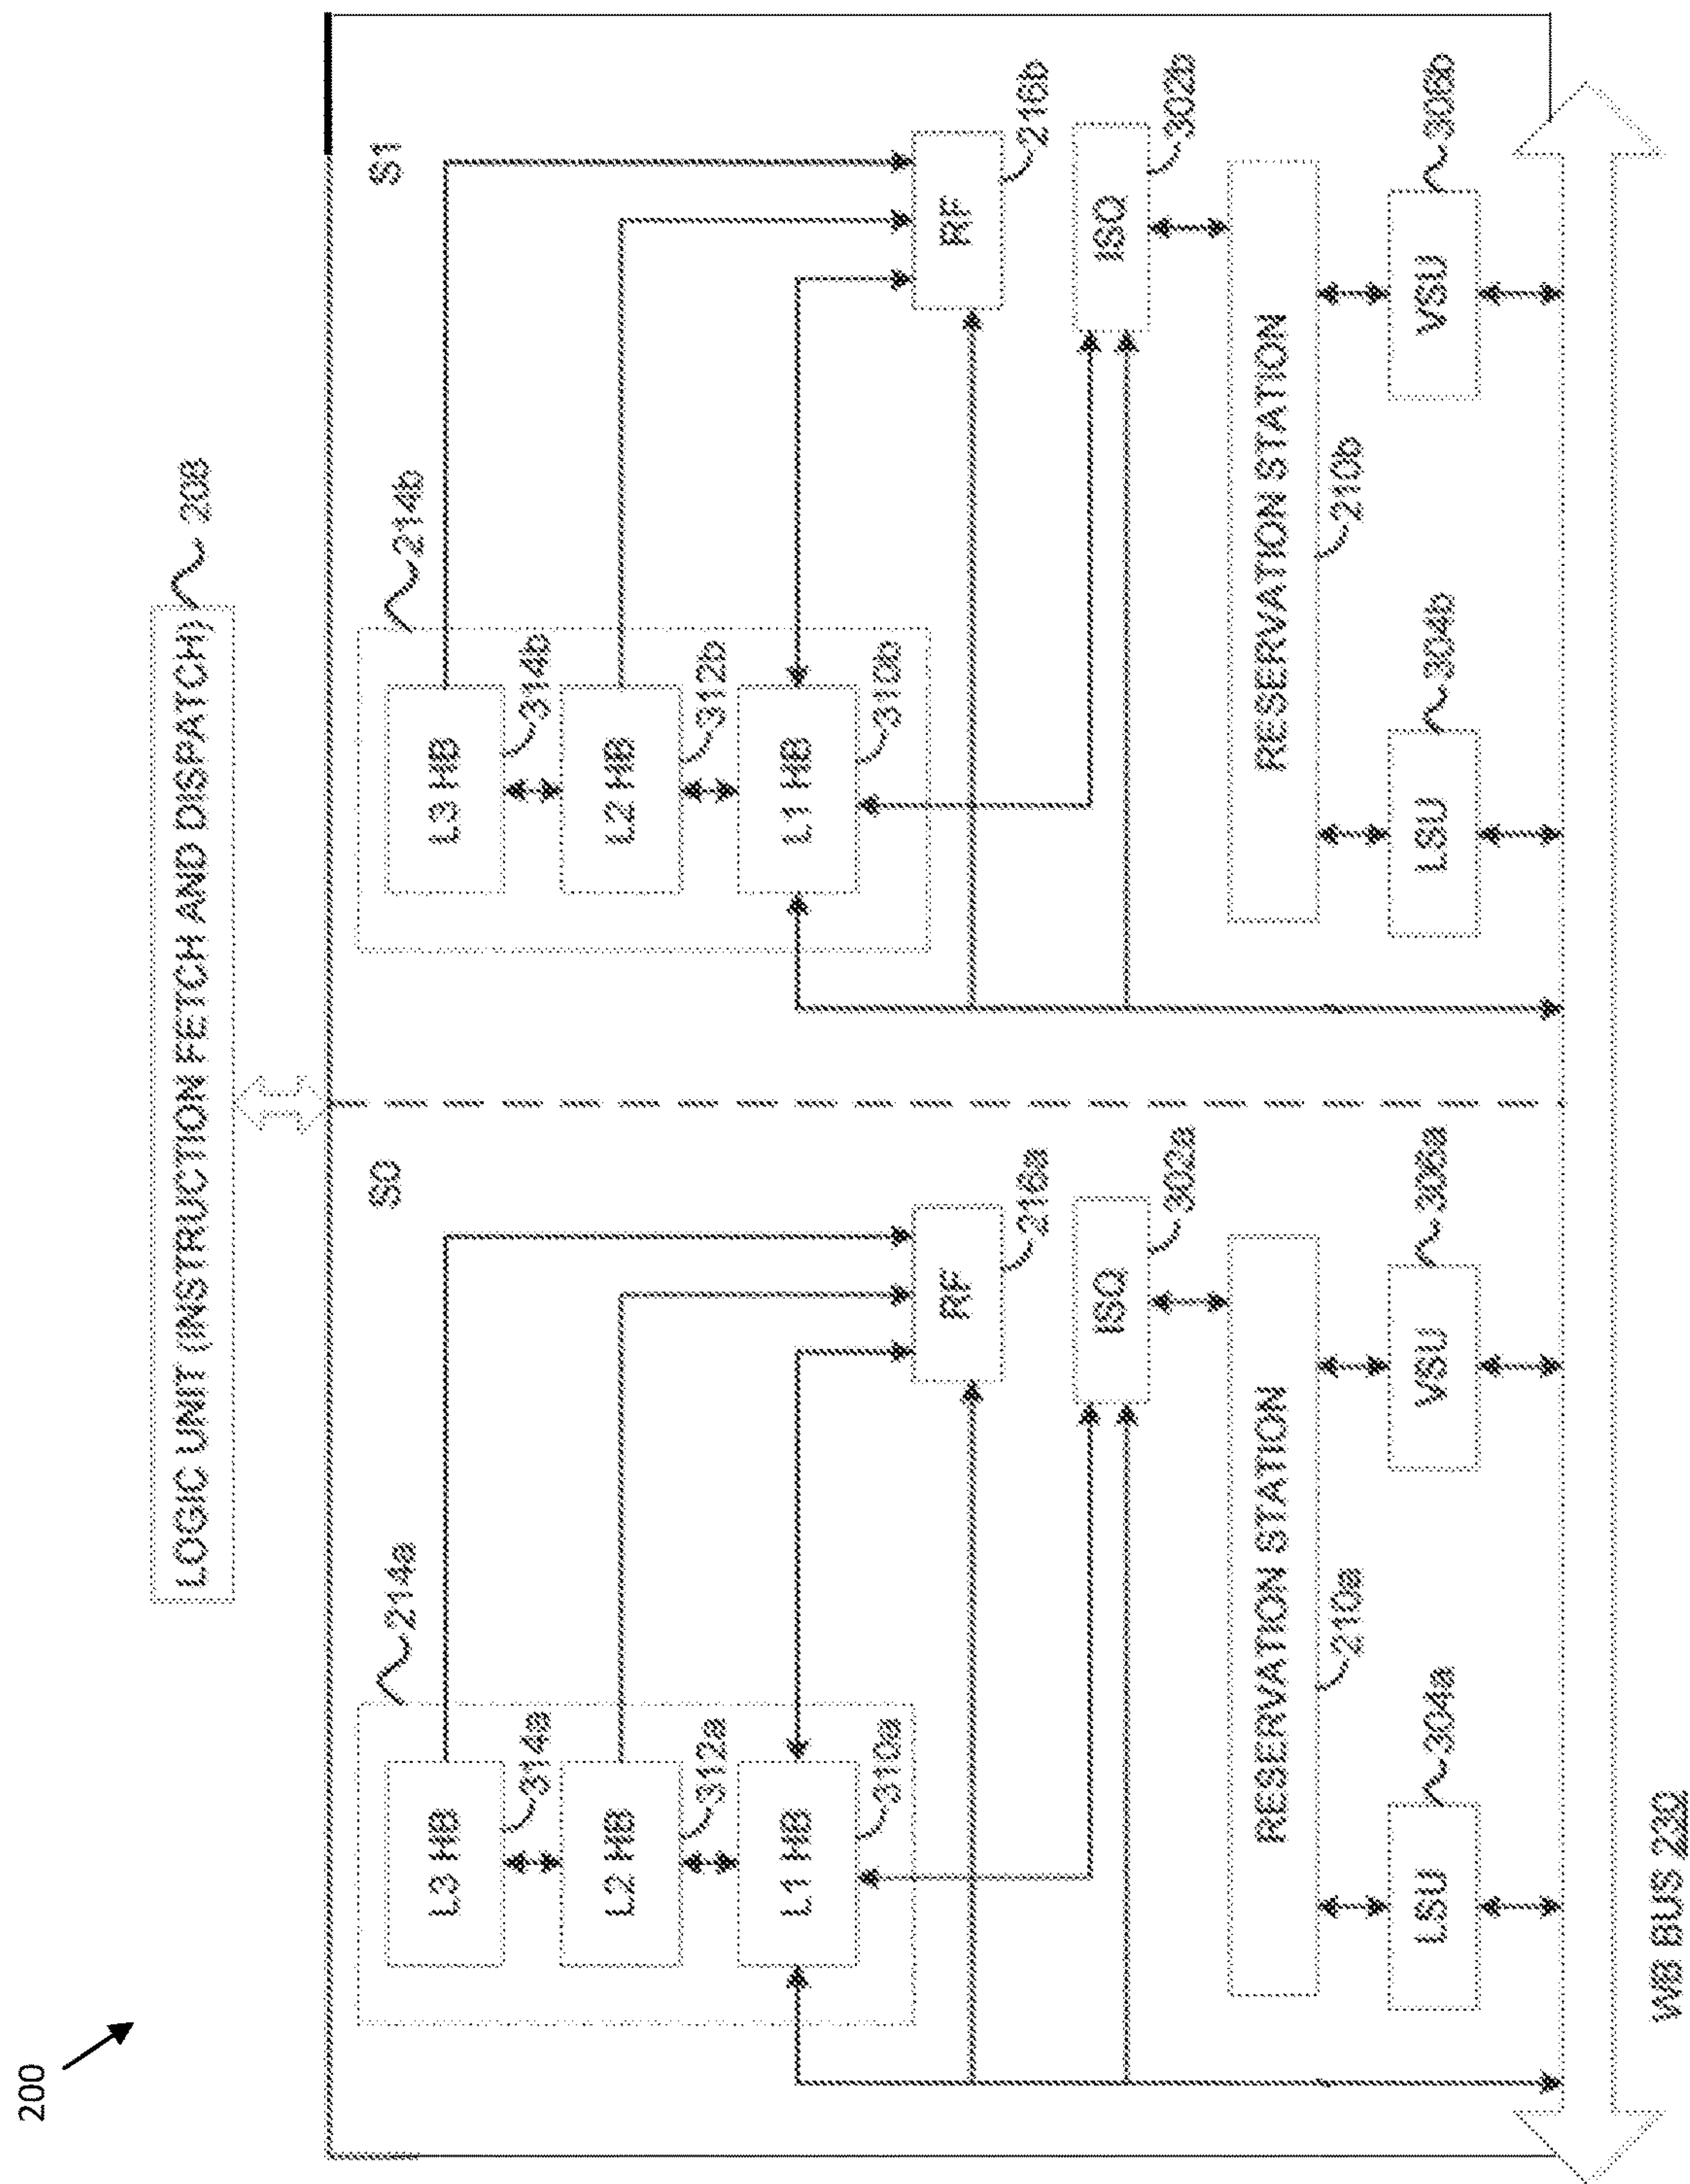 200
LOGIC UNIT (INSTRUCTION FETCH AND DISPATCH)
208
S0
214a
L3 HB
314a
L2 HB
312a
L1 HB
310a
RF
216a
ISQ
302a
RESERVATION STATION
210a
LSU
304a
VSU
306a
S1
214b
L3 HB
314b
L2 HB
312b
L1 HB
310b
RF
216b
ISQ
302b
RESERVATION STATION
210b
LSU
304b
VSU
306b
WB BUS 230